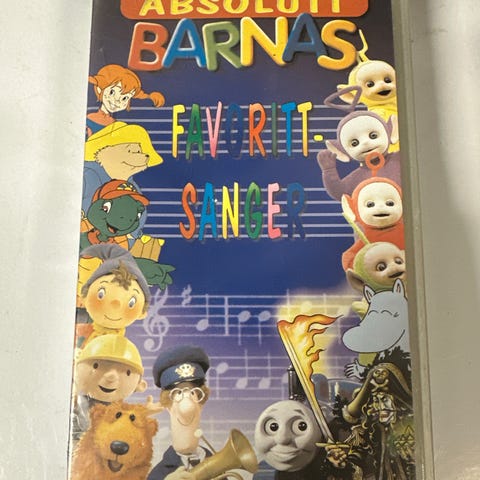 ABSOLUTT
BARNAS
FAVORITT-
SANGER